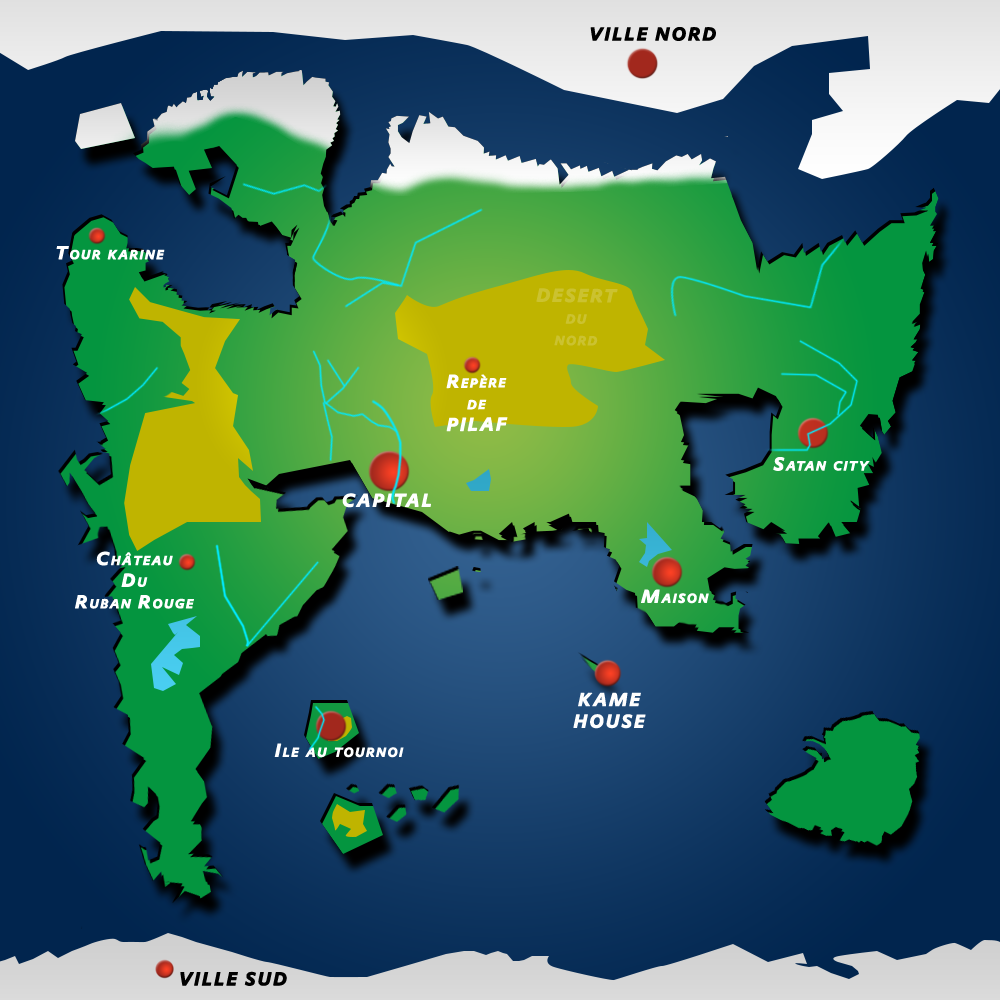 VILLE NORD
TOUR KARINE
DESERT
DU
NORD
REPÈRE
DE
PILAF
SATAN CITY
CAPITAL
CHÂTEAU
DU
RUBAN ROUGE
MAISON
KAME
HOUSE
ILE AU TOURNOI
VILLE SUD